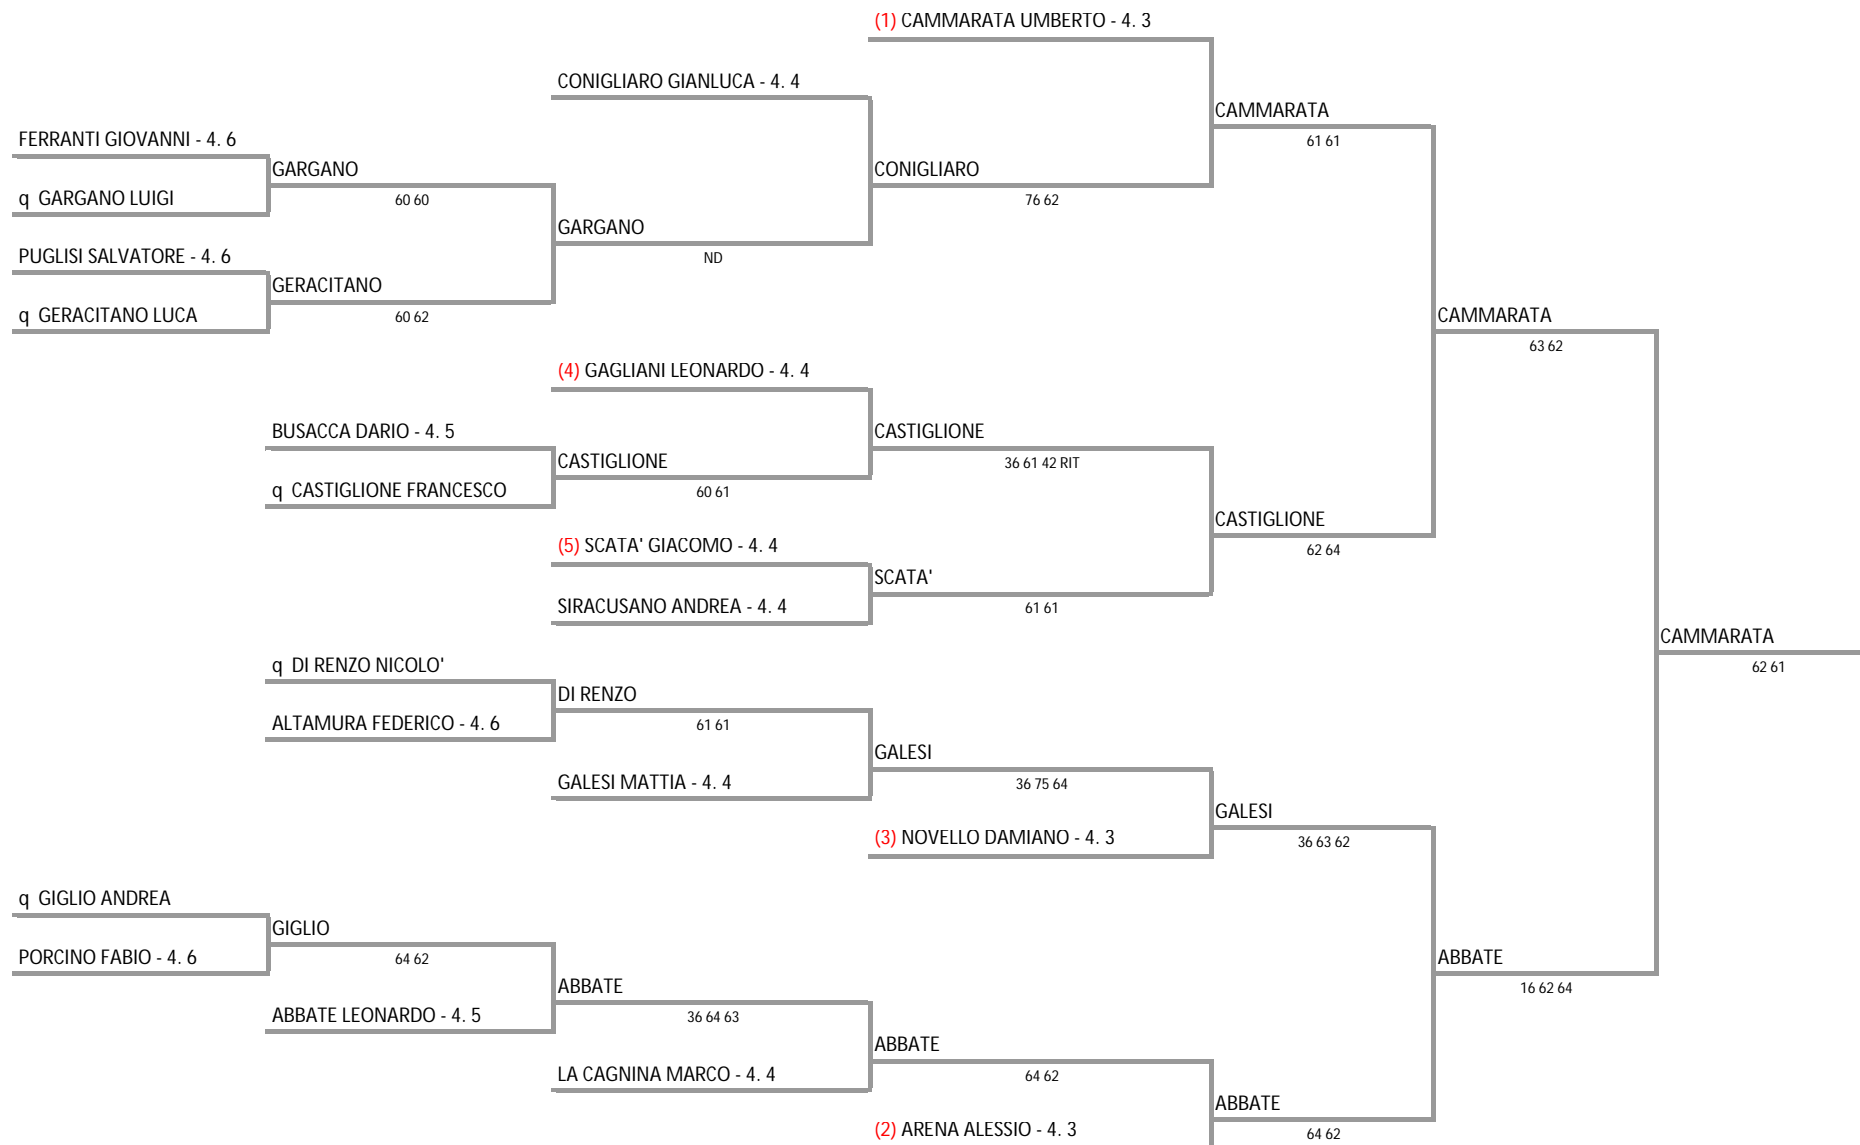 (1) CAMMARATA UMBERTO - 4. 3
CONIGLIARO GIANLUCA - 4. 4
CAMMARATA
FERRANTI GIOVANNI - 4. 6
61 61
GARGANO
CONIGLIARO
q GARGANO LUIGI
60 60
76 62
GARGANO
PUGLISI SALVATORE - 4. 6
ND
GERACITANO
q GERACITANO LUCA
60 62
CAMMARATA
63 62
(4) GAGLIANI LEONARDO - 4. 4
BUSACCA DARIO - 4. 5
CASTIGLIONE
CASTIGLIONE
36 61 42 RIT
q CASTIGLIONE FRANCESCO
60 61
CASTIGLIONE
(5) SCATA' GIACOMO - 4. 4
62 64
SCATA'
SIRACUSANO ANDREA - 4. 4
61 61
CAMMARATA
q DI RENZO NICOLO'
62 61
DI RENZO
ALTAMURA FEDERICO - 4. 6
61 61
GALESI
GALESI MATTIA - 4. 4
36 75 64
GALESI
(3) NOVELLO DAMIANO - 4. 3
36 63 62
q GIGLIO ANDREA
GIGLIO
PORCINO FABIO - 4. 6
64 62
ABBATE
ABBATE
16 62 64
ABBATE LEONARDO - 4. 5
36 64 63
ABBATE
LA CAGNINA MARCO - 4. 4
64 62
ABBATE
(2) ARENA ALESSIO - 4. 3
64 62